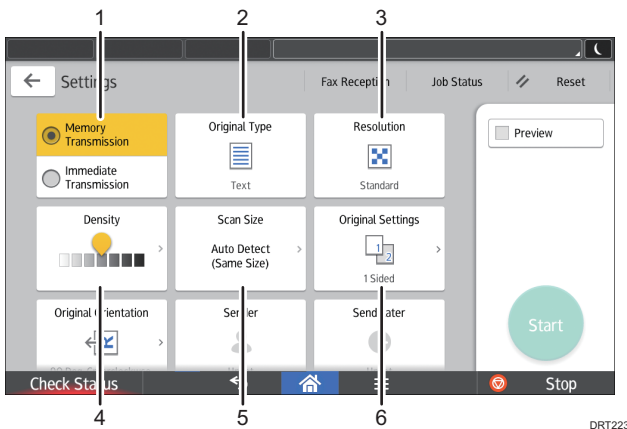 1 2 3
Settings
Fax Reception
Job Status
Reset
Memory
Transmission
Immediate
Transmission
Original Type
Text
Resolution
Standard
Preview
Density
Scan Size
Auto Detect
(Same Size)
Original Settings
1
2
1 Sided
Original Orientation
Sender
Send Later
Start
Check Status
Stop
4 5 6
DRT223